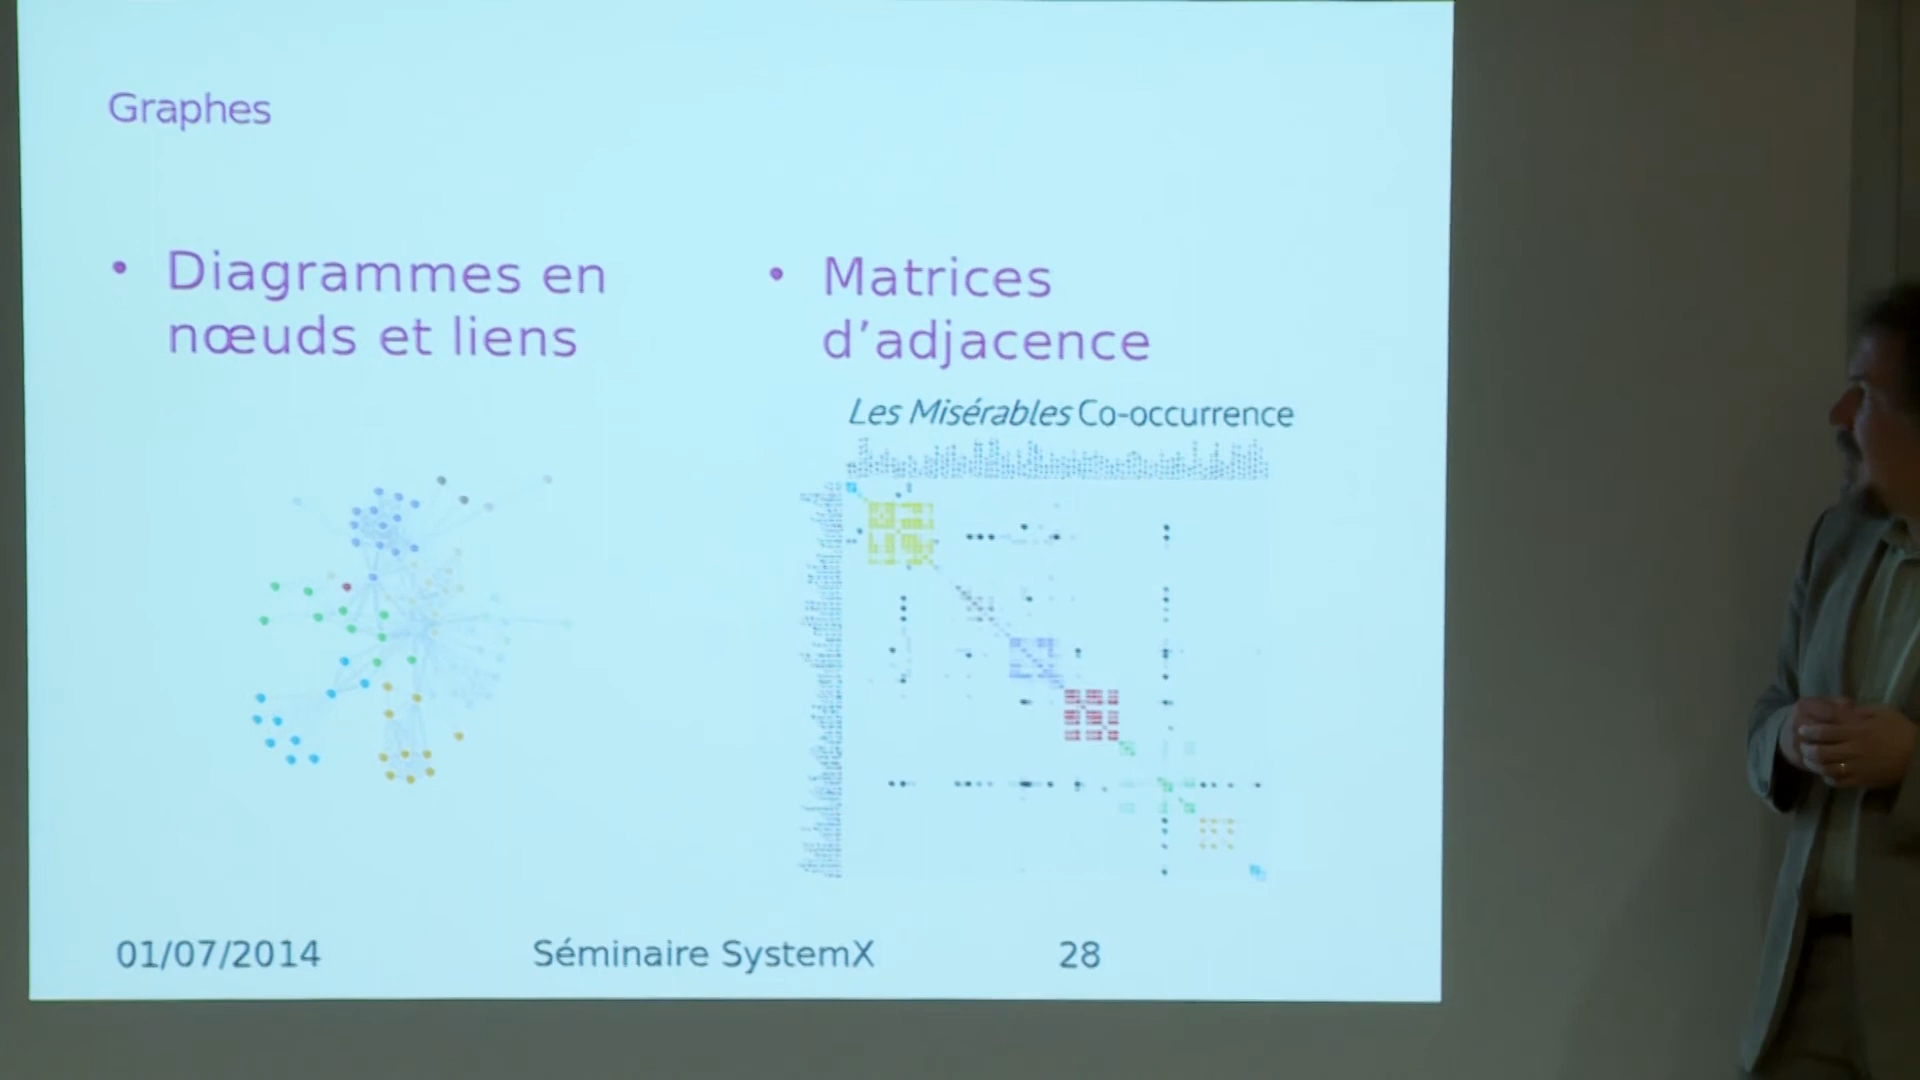 Graphes
• Diagrammes en
nœuds et liens
• Matrices
d’adjacence
Les Misérables Co-occurrence
01/07/2014
Séminaire SystemX
28